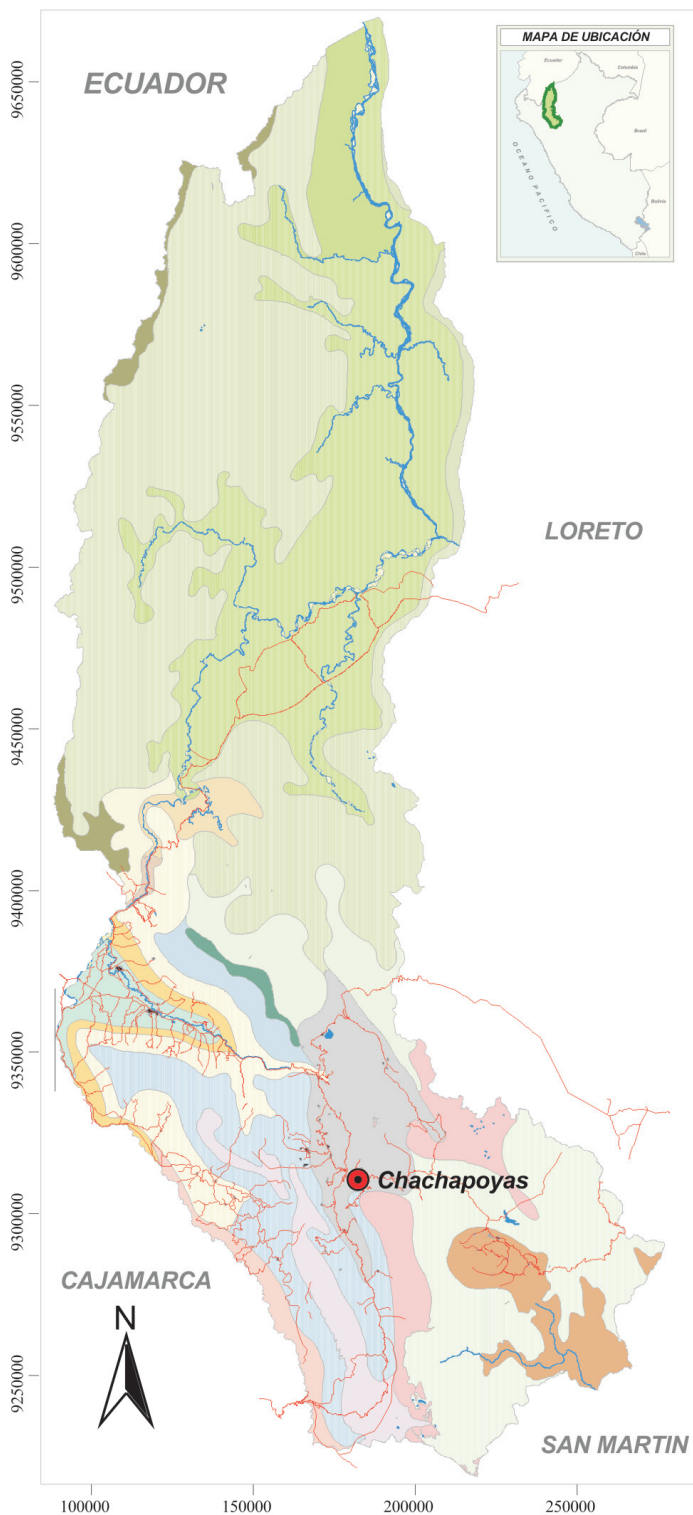 MAPA DE UBICACIÓN
Ecuador
Colombia
Brasil
Bolivia
Chile
OCEANO PACIFICO
ECUADOR
LORETO
Chachapoyas
CAJAMARCA
N
SAN MARTIN
9650000
9600000
9550000
9500000
9450000
9400000
9350000
9300000
9250000
100000
150000
200000
250000